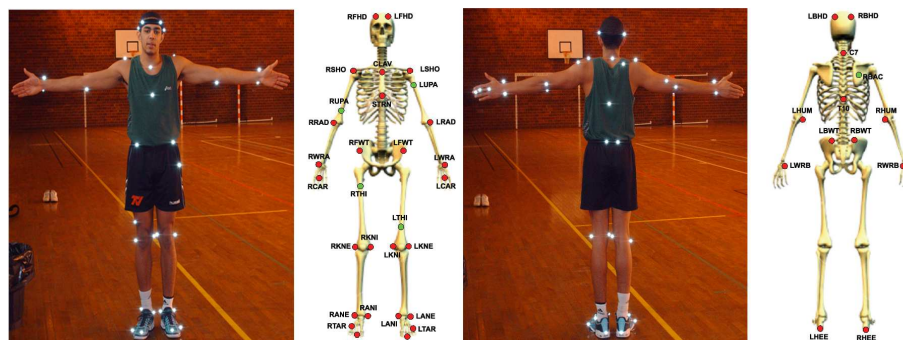 RFHD LFHD
CLAV
RSHO LSHO
LUPA
RUPA STRN
RRAD LRAD
RFWT LFWT
RWRA LWRA
RCAR LCAR
RTHI
LTHI
RKNE RKNI LKNI LKNE
RANE RANI LANI LANE
RTAR LTAR
LBHD RBHD
C7
RBAC
LHUM T10 RHUM
LBWT RBWT
LWRB RWRB
LHEE RHEE